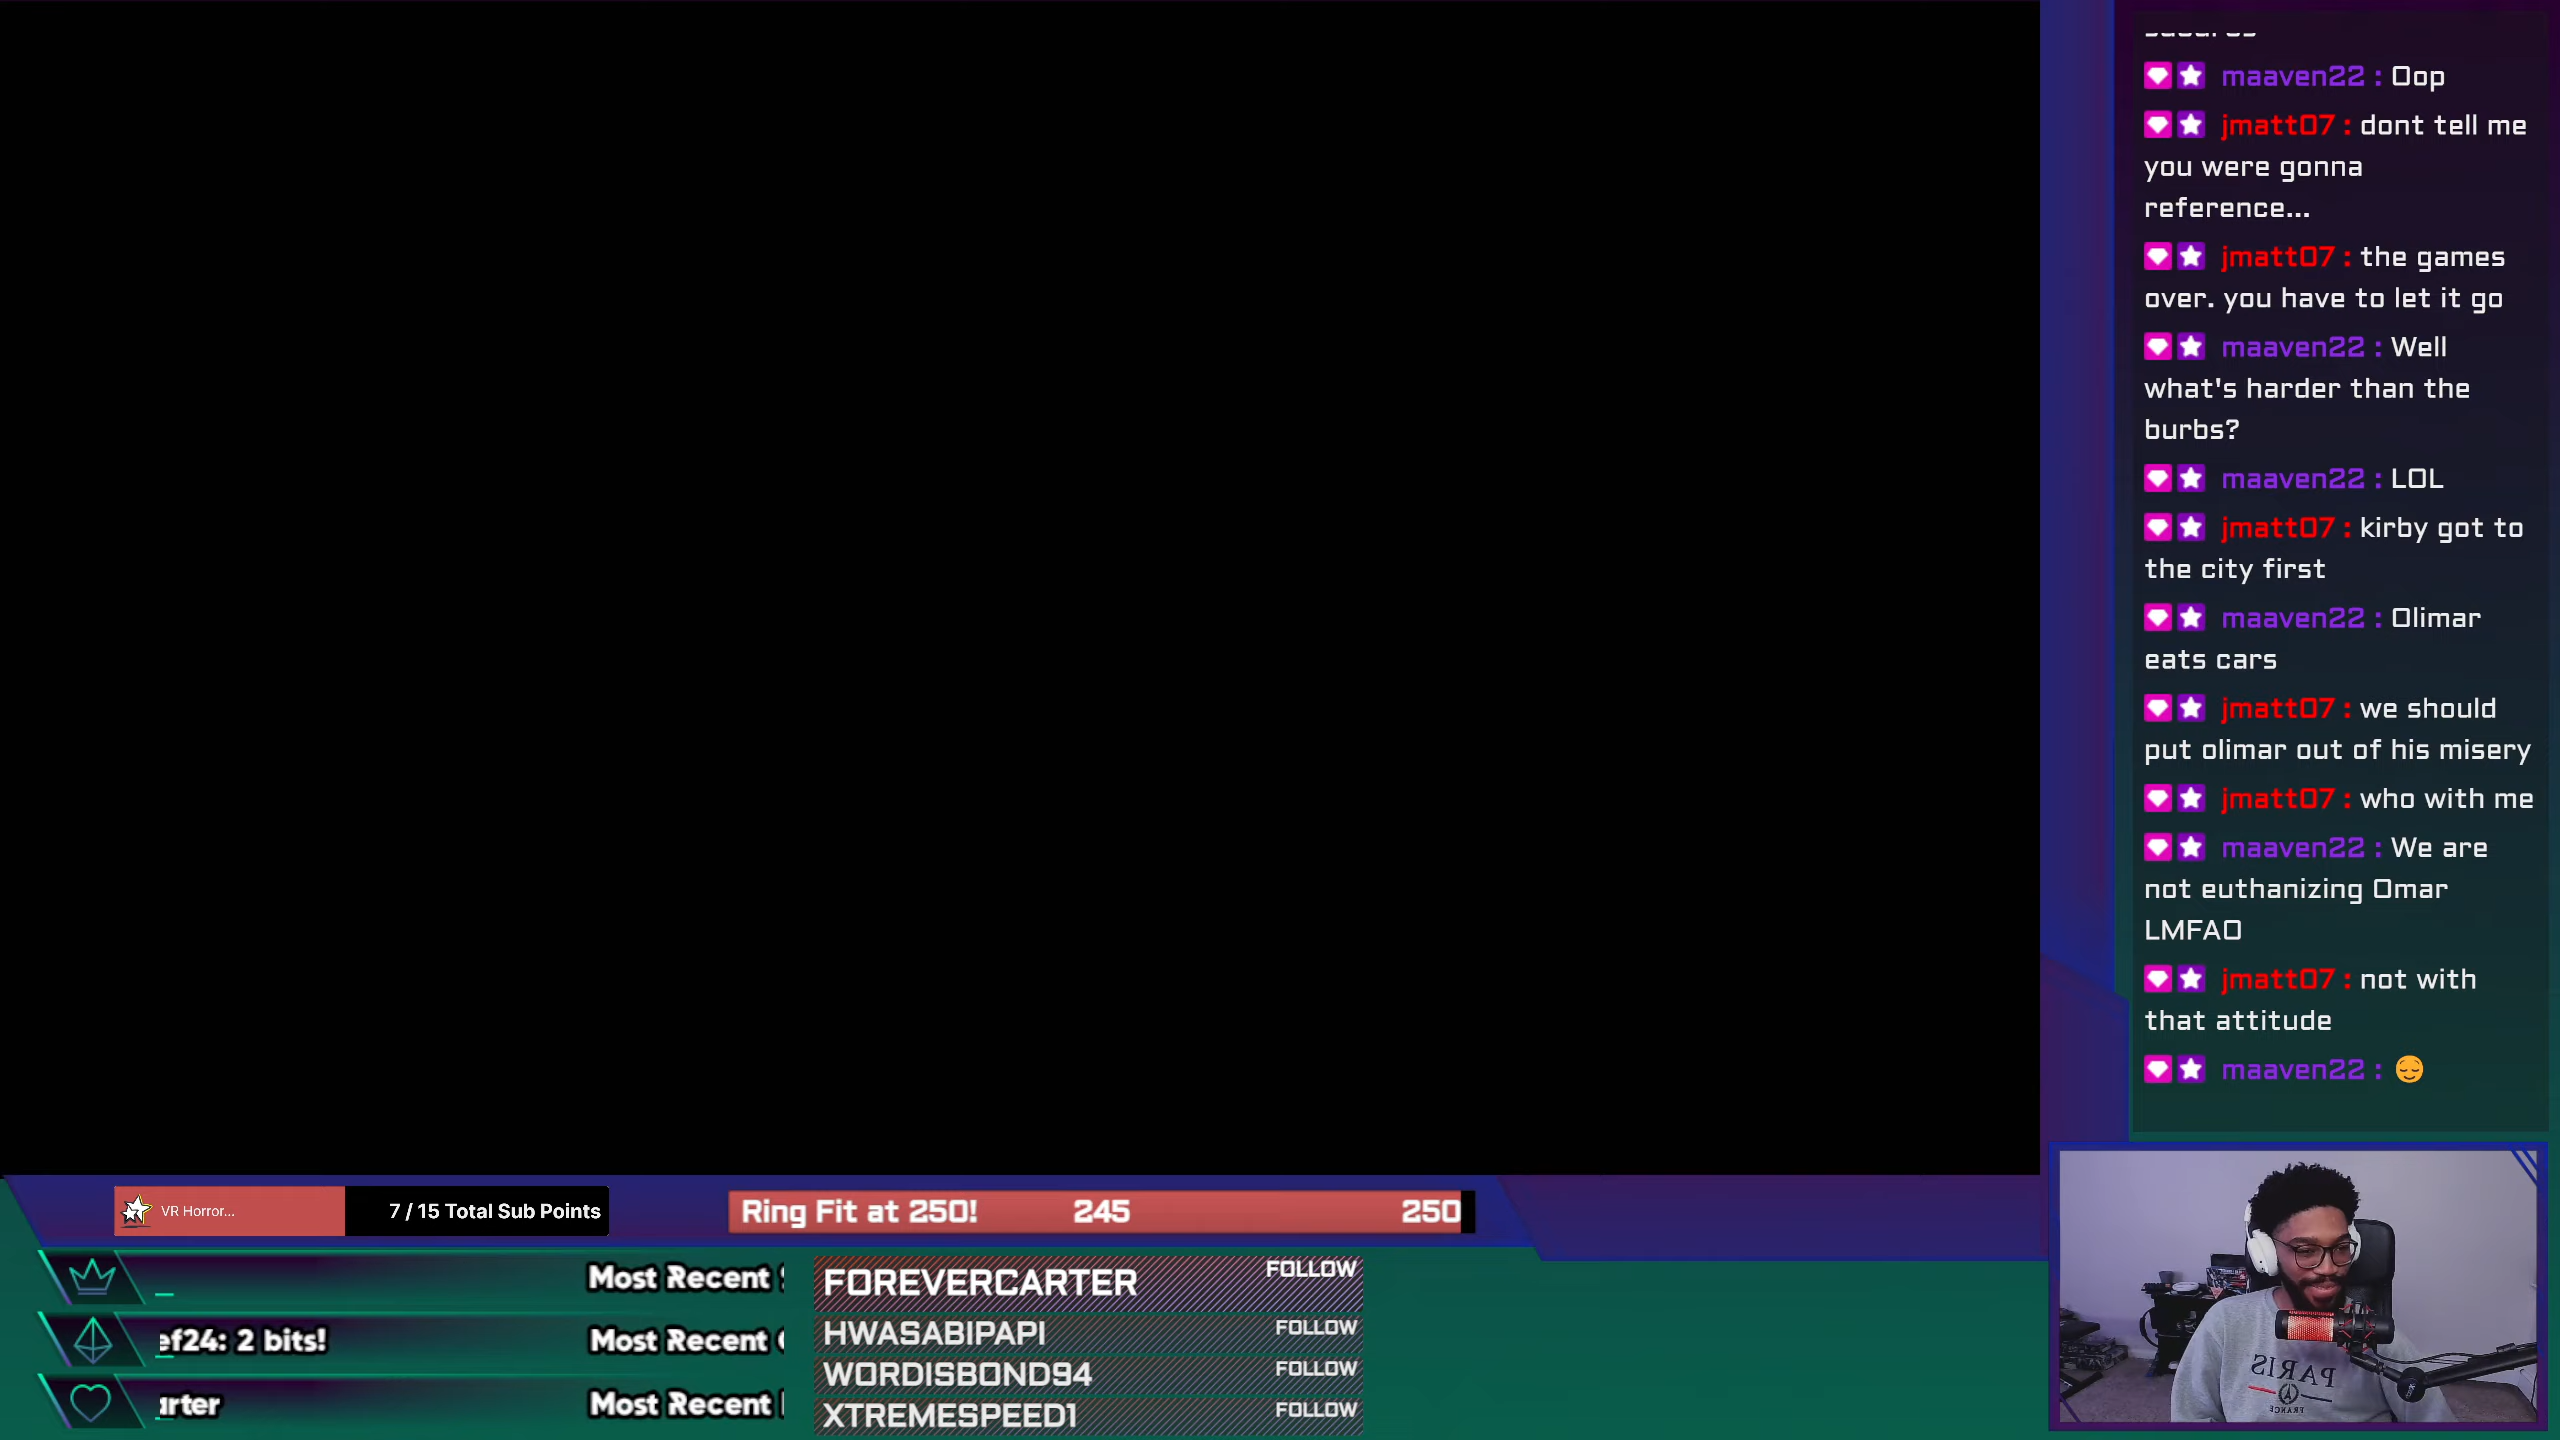 maaven22 : Oop
jmatt07 : dont tell me
you were gonna
reference...
jmatt07 : the games
over. you have to let it go
maaven22 : Well
what's harder than the
burbs?
maaven22 : LOL
jmatt07 : kirby got to
the city first
maaven22 : Olimar
eats cars
jmatt07 : we should
put olimar out of his misery
jmatt07 : who with me
maaven22 : We are
not euthanizing Omar
LMFAO
jmatt07 : not with
that attitude
maaven22 : 😌
VR Horror... 7 / 15 Total Sub Points
Ring Fit at 250! 245 250
Most Recent
ef24: 2 bits! Most Recent
arter Most Recent
FOREVERCARTER FOLLOW
HWASABIPAPI FOLLOW
WORDISBOND94 FOLLOW
XTREMESPEED1 FOLLOW
PARIS
FRANCE